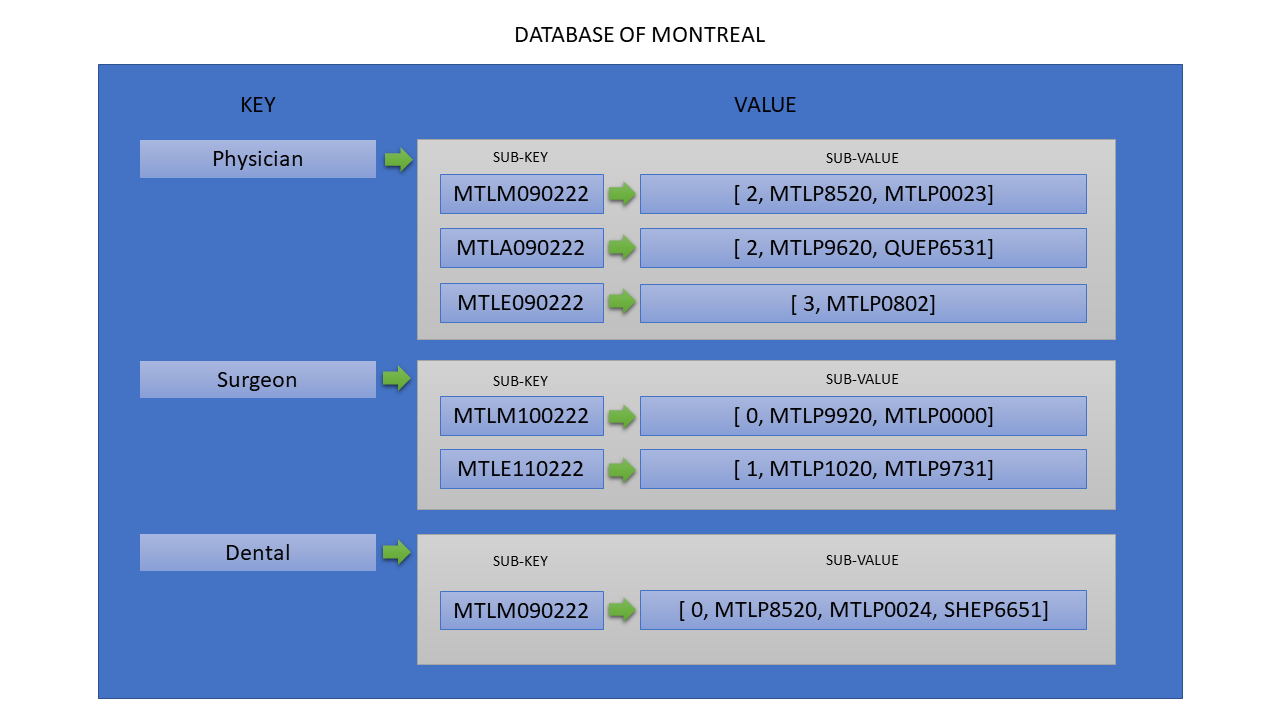 DATABASE OF MONTREAL
KEY VALUE
Physician
SUB-KEY SUB-VALUE
MTLM090222 [ 2, MTLP8520, MTLP0023]
MTLA090222 [ 2, MTLP9620, QUEP6531]
MTLE090222 [ 3, MTLP0802]
Surgeon
SUB-KEY SUB-VALUE
MTLM100222 [ 0, MTLP9920, MTLP0000]
MTLE110222 [ 1, MTLP1020, MTLP9731]
Dental
SUB-KEY SUB-VALUE
MTLM090222 [ 0, MTLP8520, MTLP0024, SHEP6651]